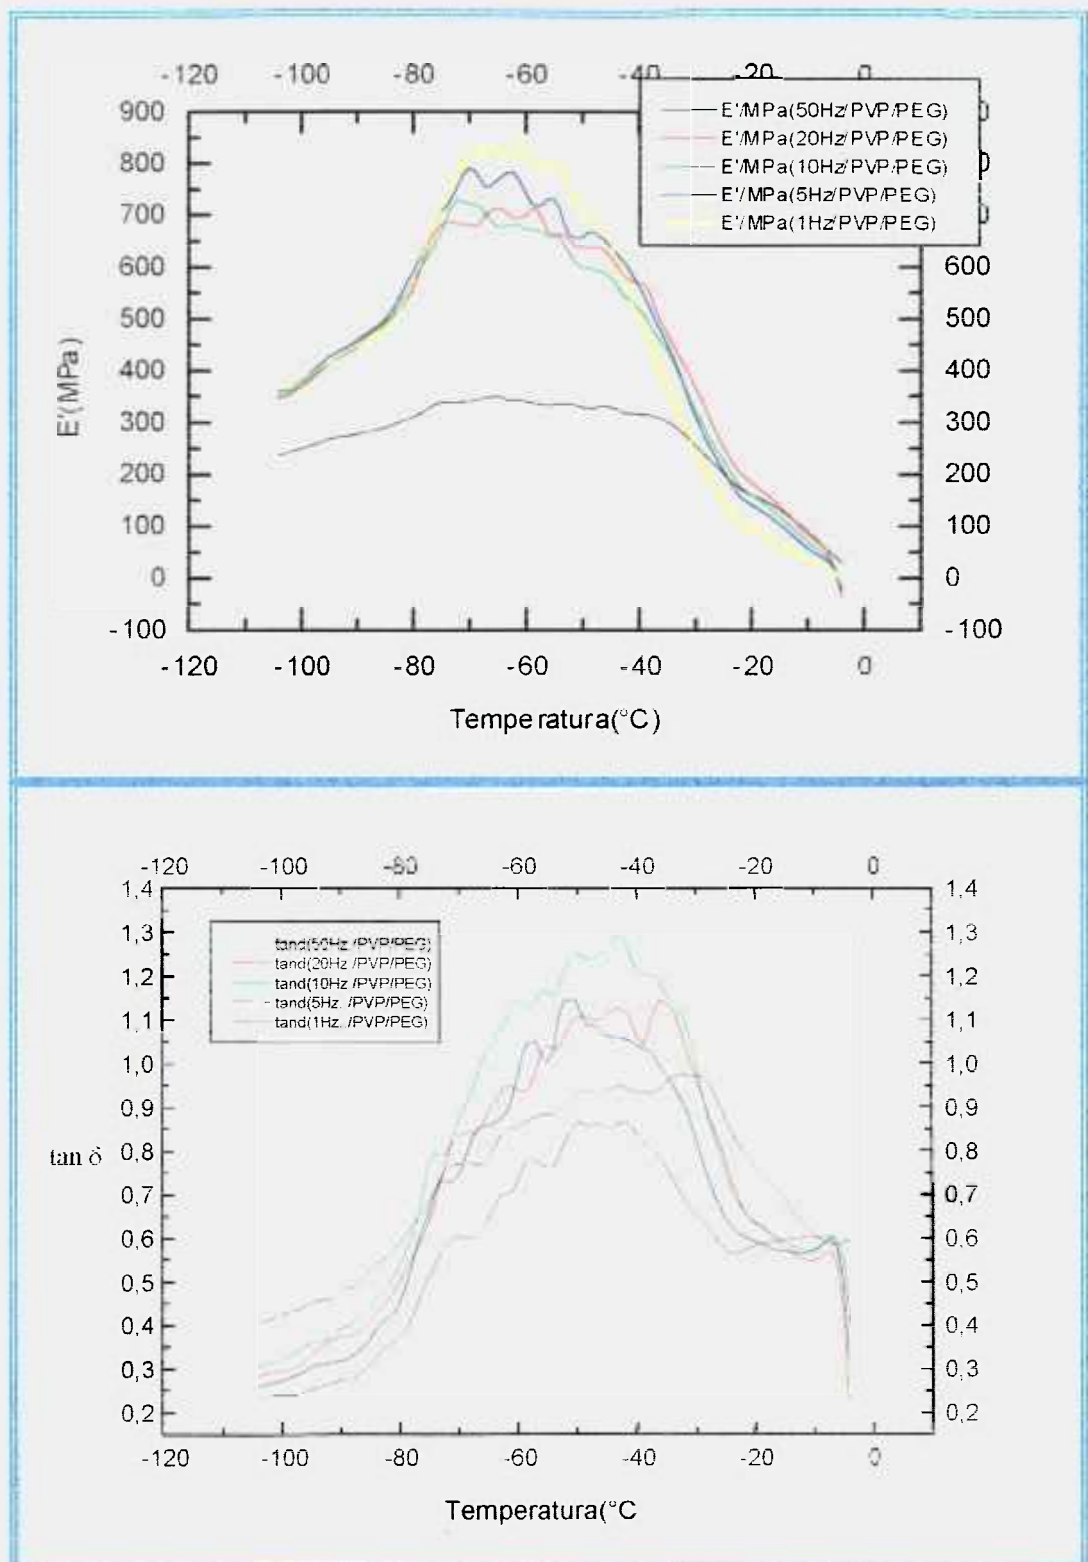 -120 -100 -80 -60 -40 -20 0
900
800
700
600 600
500 500
400 400
300 300
200 200
100 100
0 0
-100 -100
E'/MPa(50Hz/PVP/PEG)
E'/MPa(20Hz/PVP/PEG)
E'/MPa(10Hz/PVP/PEG)
E'/MPa(5Hz/PVP/PEG)
E'/MPa(1Hz/PVP/PEG)
E'(MPa)
-120 -100 -80 -60 -40 -20 0
Temperatura(°C)
-120 -100 -80 -60 -40 -20 0
1,4 1,4
1,3 1,3
1,2 1,2
1,1 1,1
1,0 1,0
0,9 0,9
0,8 0,8
0,7 0,7
0,6 0,6
0,5 0,5
0,4 0,4
0,3 0,3
0,2 0,2
tand(50Hz /PVP/PEG)
tand(20Hz /PVP/PEG)
tand(10Hz /PVP/PEG)
tand(5Hz. /PVP/PEG)
tand(1Hz. /PVP/PEG)
tan δ
-120 -100 -80 -60 -40 -20 0
Temperatura(°C